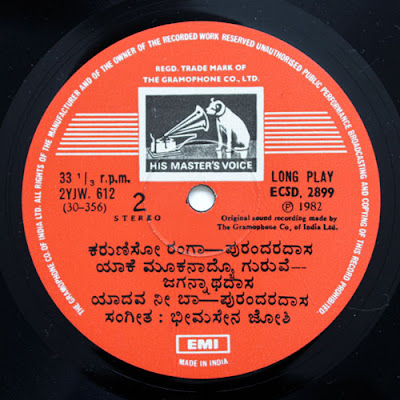 ALL RIGHTS OF THE MANUFACTURER AND OF THE OWNER OF THE RECORDED WORK RESERVED UNAUTHORISED PUBLIC PERFORMANCE BROADCASTING AND COPYING OF THIS RECORD PROHIBITED.
THE GRAMOPHONE CO. OF INDIA LTD.
REGD. TRADE MARK OF
THE GRAMOPHONE CO., LTD.
HIS MASTER'S VOICE
33 1/3 r.p.m.
2YJW. 612
(30-356)
2
STEREO
LONG PLAY
ECSD. 2899
Ⓟ 1982
Original sound recording made by
The Gramophone Co, of India Ltd.
ಕರುಣಿಸೋ ರಂಗಾ—ಪುರಂದರದಾಸ
ಯಾಕೆ ಮೂಕನಾದ್ಯೊ ಗುರುವೆ—
ಜಗನ್ನಾಥದಾಸ
ಯಾದವ ನೀ ಬಾ—ಪುರಂದರದಾಸ
ಸಂಗೀತ : ಭೀಮಸೇನ ಜೋಶಿ
EMI
MADE IN INDIA